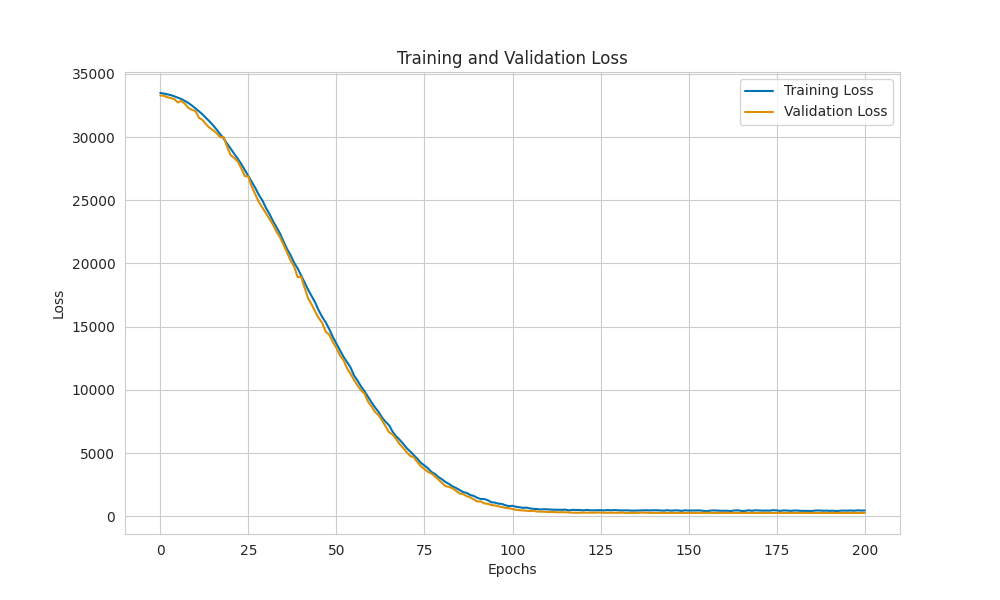 Training and Validation Loss
Training Loss
Validation Loss
35000
30000
25000
20000
15000
10000
5000
0
Loss
0 25 50 75 100 125 150 175 200
Epochs